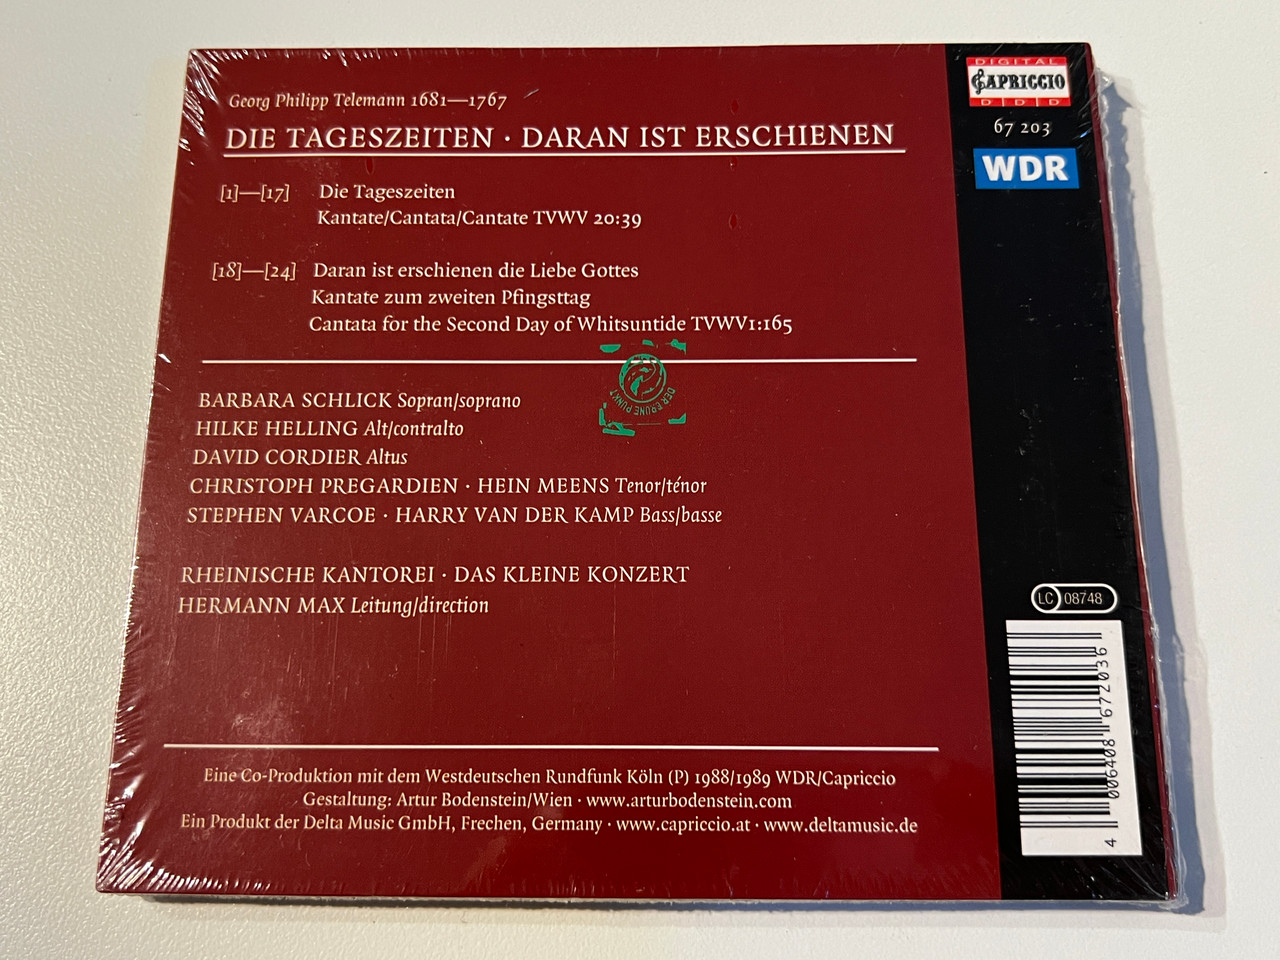 Georg Philipp Telemann 1681—1767
DIE TAGESZEITEN · DARAN IST ERSCHIENEN
[1]—[17] Die Tageszeiten
Kantate/Cantata/Cantate TVWV 20:39
[18]—[24] Daran ist erschienen die Liebe Gottes
Kantate zum zweiten Pfingsttag
Cantata for the Second Day of Whitsuntide TVWV1:165
BARBARA SCHLICK Sopran/soprano
HILKE HELLING Alt/contralto
DAVID CORDIER Altus
CHRISTOPH PREGARDIEN · HEIN MEENS Tenor/ténor
STEPHEN VARCOE · HARRY VAN DER KAMP Bass/basse
RHEINISCHE KANTOREI · DAS KLEINE KONZERT
HERMANN MAX Leitung/direction
Eine Co-Produktion mit dem Westdeutschen Rundfunk Köln (P) 1988/1989 WDR/Capriccio
Gestaltung: Artur Bodenstein/Wien · www.arturbodenstein.com
Ein Produkt der Delta Music GmbH, Frechen, Germany · www.capriccio.at · www.deltamusic.de
DIGITAL
CAPRICCIO
D D D
67 203
WDR
LC 08748
4 006408 672036
DER GRÜNE PUNKT